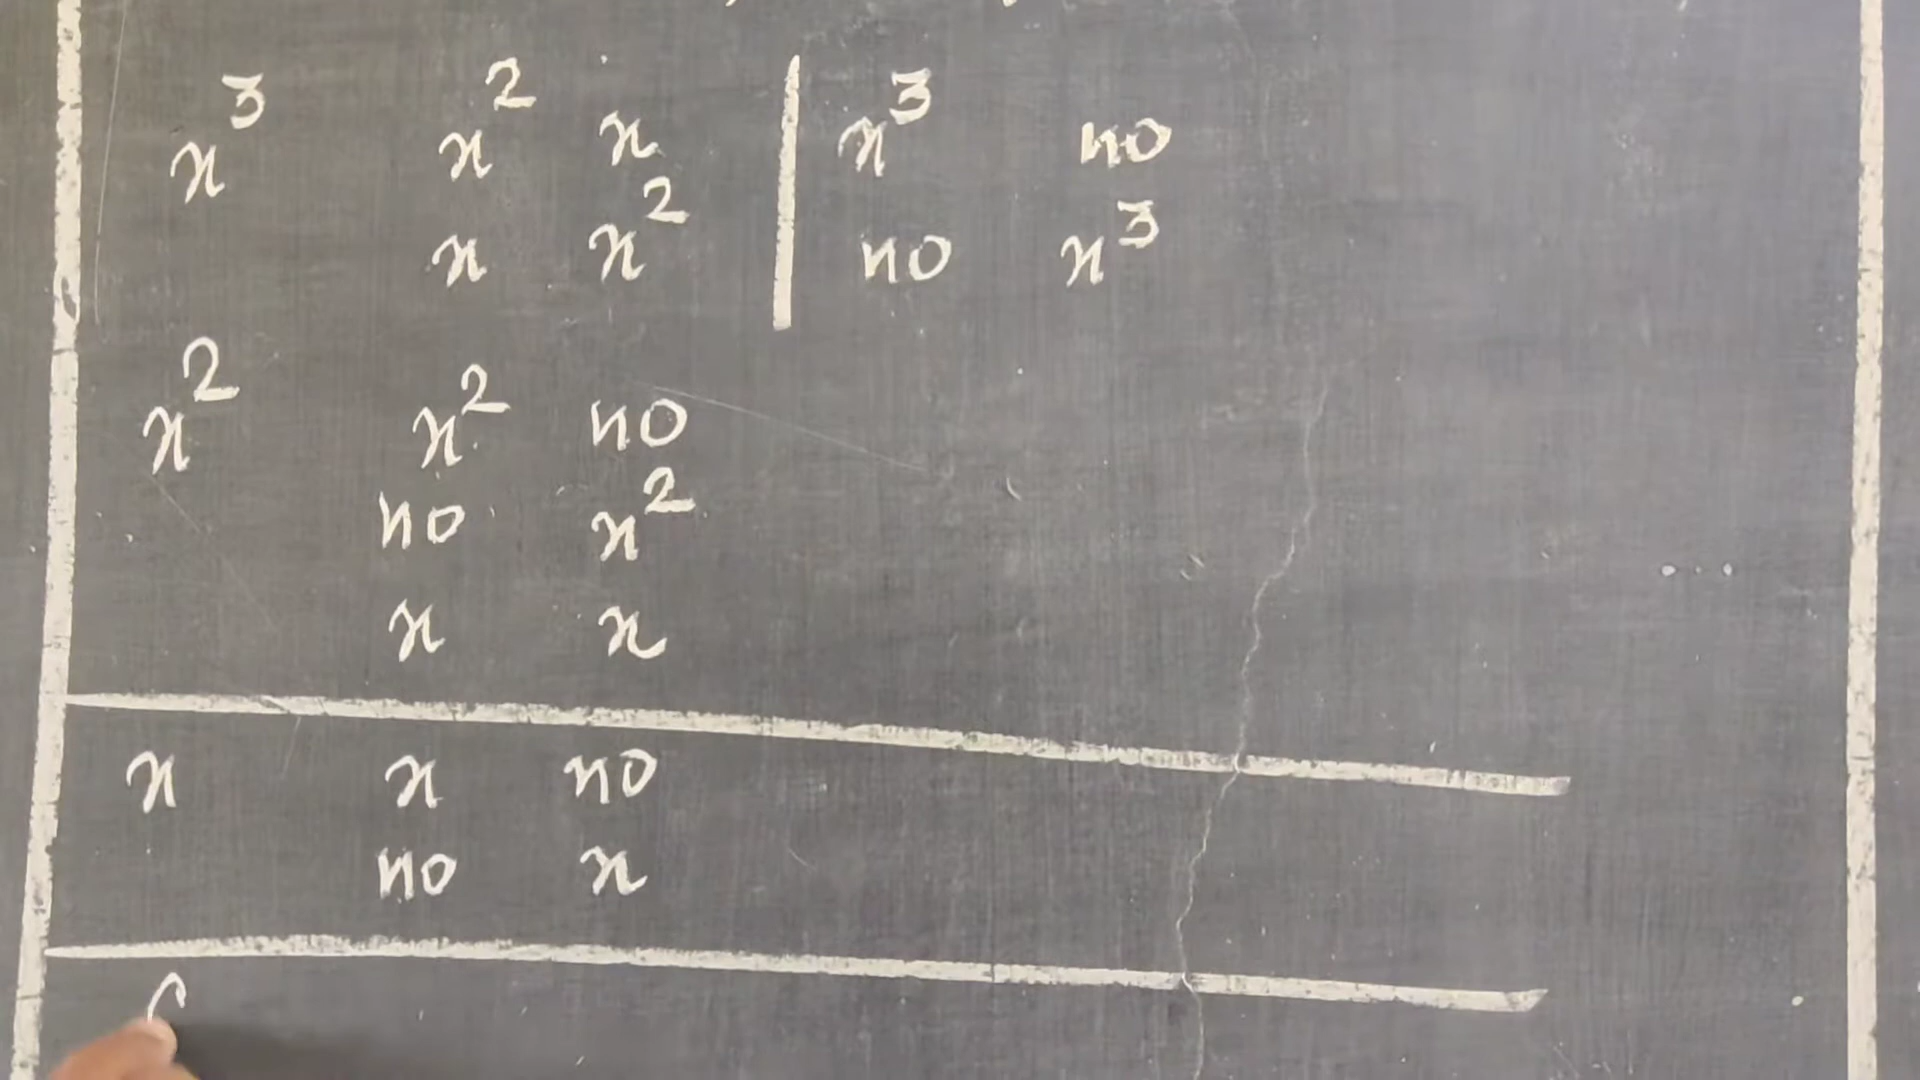 x³ x² x | x³ no
x x² | no x³
x² x² no
no x²
x x
x x no
no x